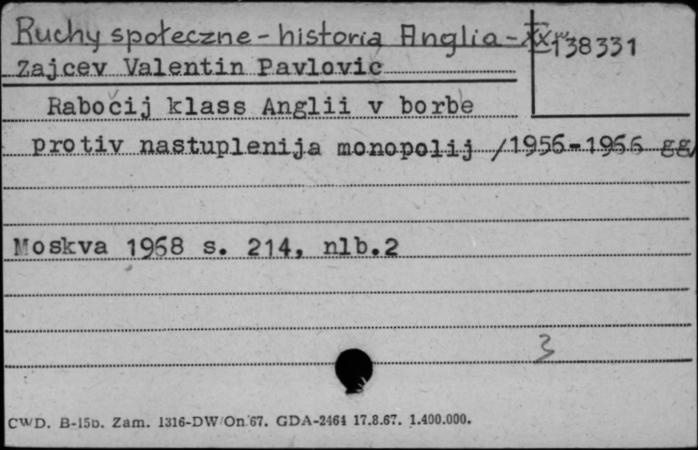 Ruchy społeczne - historia Anglia - XX w.
138331
Zajcev Valentin Pavlovič
Rabočij klass Anglii v borbe
protiv nastuplenija monopolij /1956-1966 gg/
Moskva 1968 s. 214, nlb.2
3
CWD. B-15b. Zam. 1316-DW/On/67. GDA-2464 17.8.67. 1.400.000.